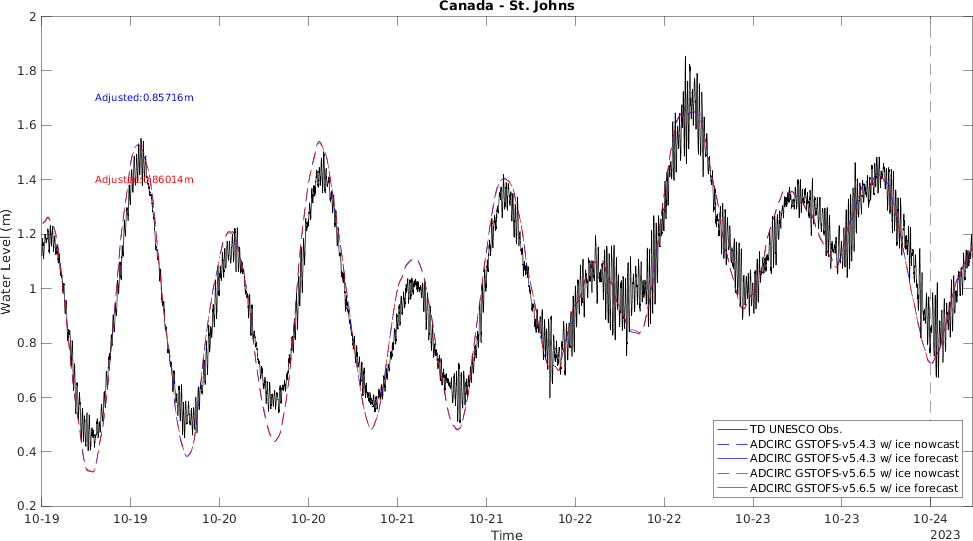 Canada - St. Johns
2
1.8
Adjusted:0.85716m
1.6
1.4
Adjusted:0.86014m
1.2
Water Level (m)
1
0.8
0.6
0.4
0.2
TD UNESCO Obs.
ADCIRC GSTOFS-v5.4.3 w/ ice nowcast
ADCIRC GSTOFS-v5.4.3 w/ ice forecast
ADCIRC GSTOFS-v5.6.5 w/ ice nowcast
ADCIRC GSTOFS-v5.6.5 w/ ice forecast
10-19 10-19 10-20 10-20 10-21 10-21 10-22 10-22 10-23 10-23 10-24
Time
2023